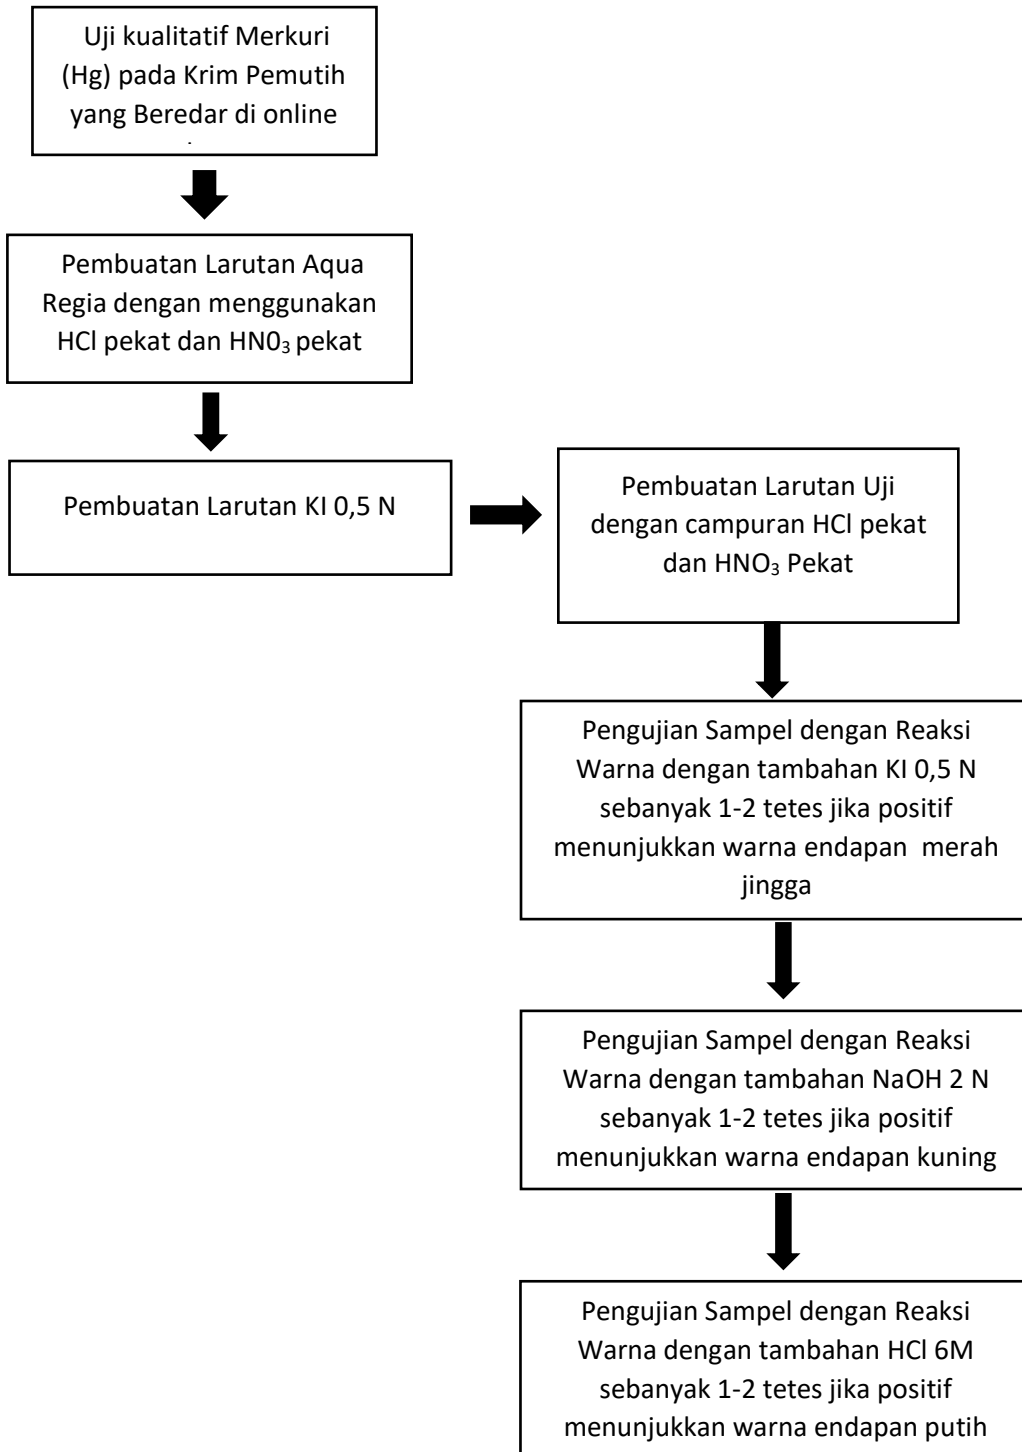 Uji kualitatif Merkuri
(Hg) pada Krim Pemutih
yang Beredar di online
Pembuatan Larutan Aqua
Regia dengan menggunakan
HCl pekat dan HN0₃ pekat
Pembuatan Larutan KI 0,5 N
Pembuatan Larutan Uji
dengan campuran HCl pekat
dan HNO₃ Pekat
Pengujian Sampel dengan Reaksi
Warna dengan tambahan KI 0,5 N
sebanyak 1-2 tetes jika positif
menunjukkan warna endapan merah
jingga
Pengujian Sampel dengan Reaksi
Warna dengan tambahan NaOH 2 N
sebanyak 1-2 tetes jika positif
menunjukkan warna endapan kuning
Pengujian Sampel dengan Reaksi
Warna dengan tambahan HCl 6M
sebanyak 1-2 tetes jika positif
menunjukkan warna endapan putih